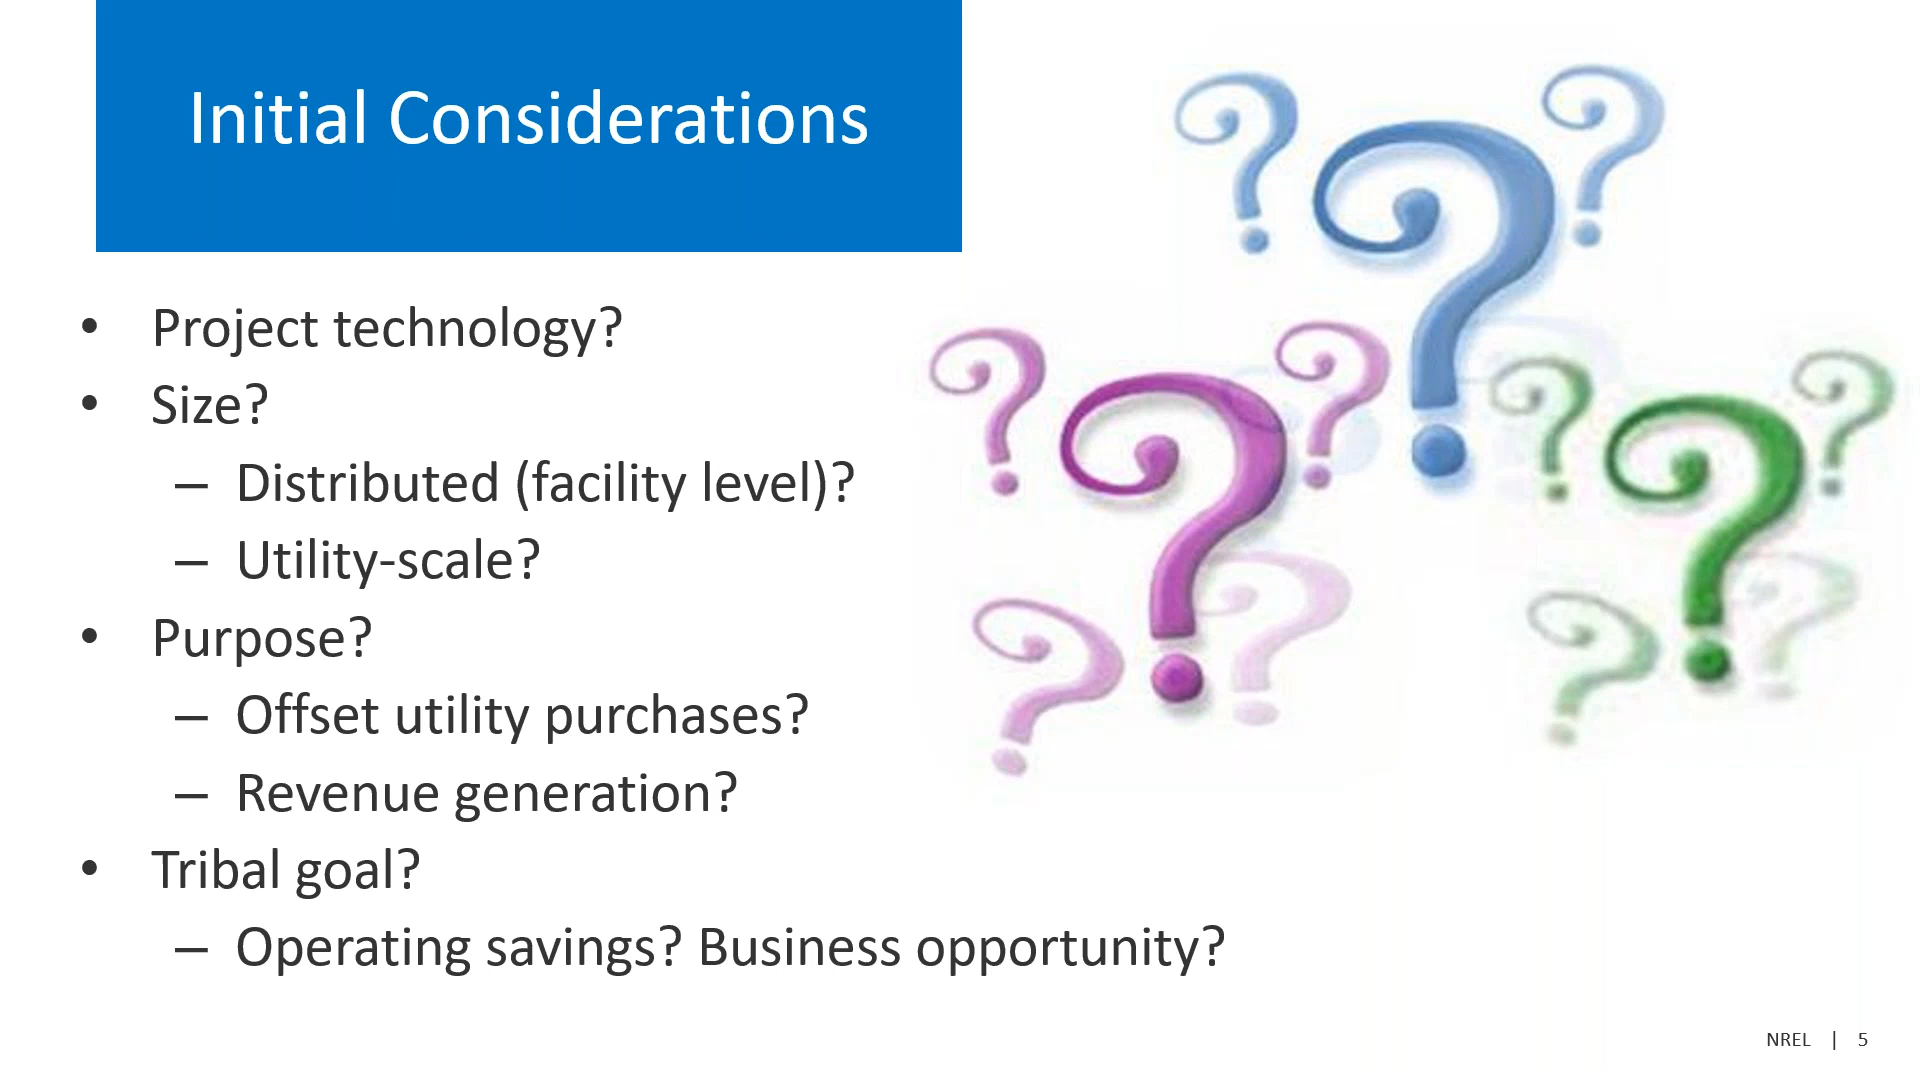 Initial Considerations
• Project technology?
• Size?
– Distributed (facility level)?
– Utility-scale?
• Purpose?
– Offset utility purchases?
– Revenue generation?
• Tribal goal?
– Operating savings? Business opportunity?
NREL | 5